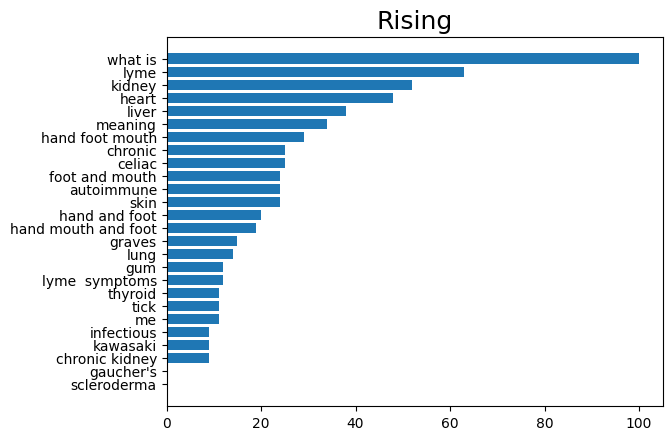 Rising
what is
lyme
kidney
heart
liver
meaning
hand foot mouth
chronic
celiac
foot and mouth
autoimmune
skin
hand and foot
hand mouth and foot
graves
lung
gum
lyme  symptoms
thyroid
tick
me
infectious
kawasaki
chronic kidney
gaucher's
scleroderma
0 20 40 60 80 100